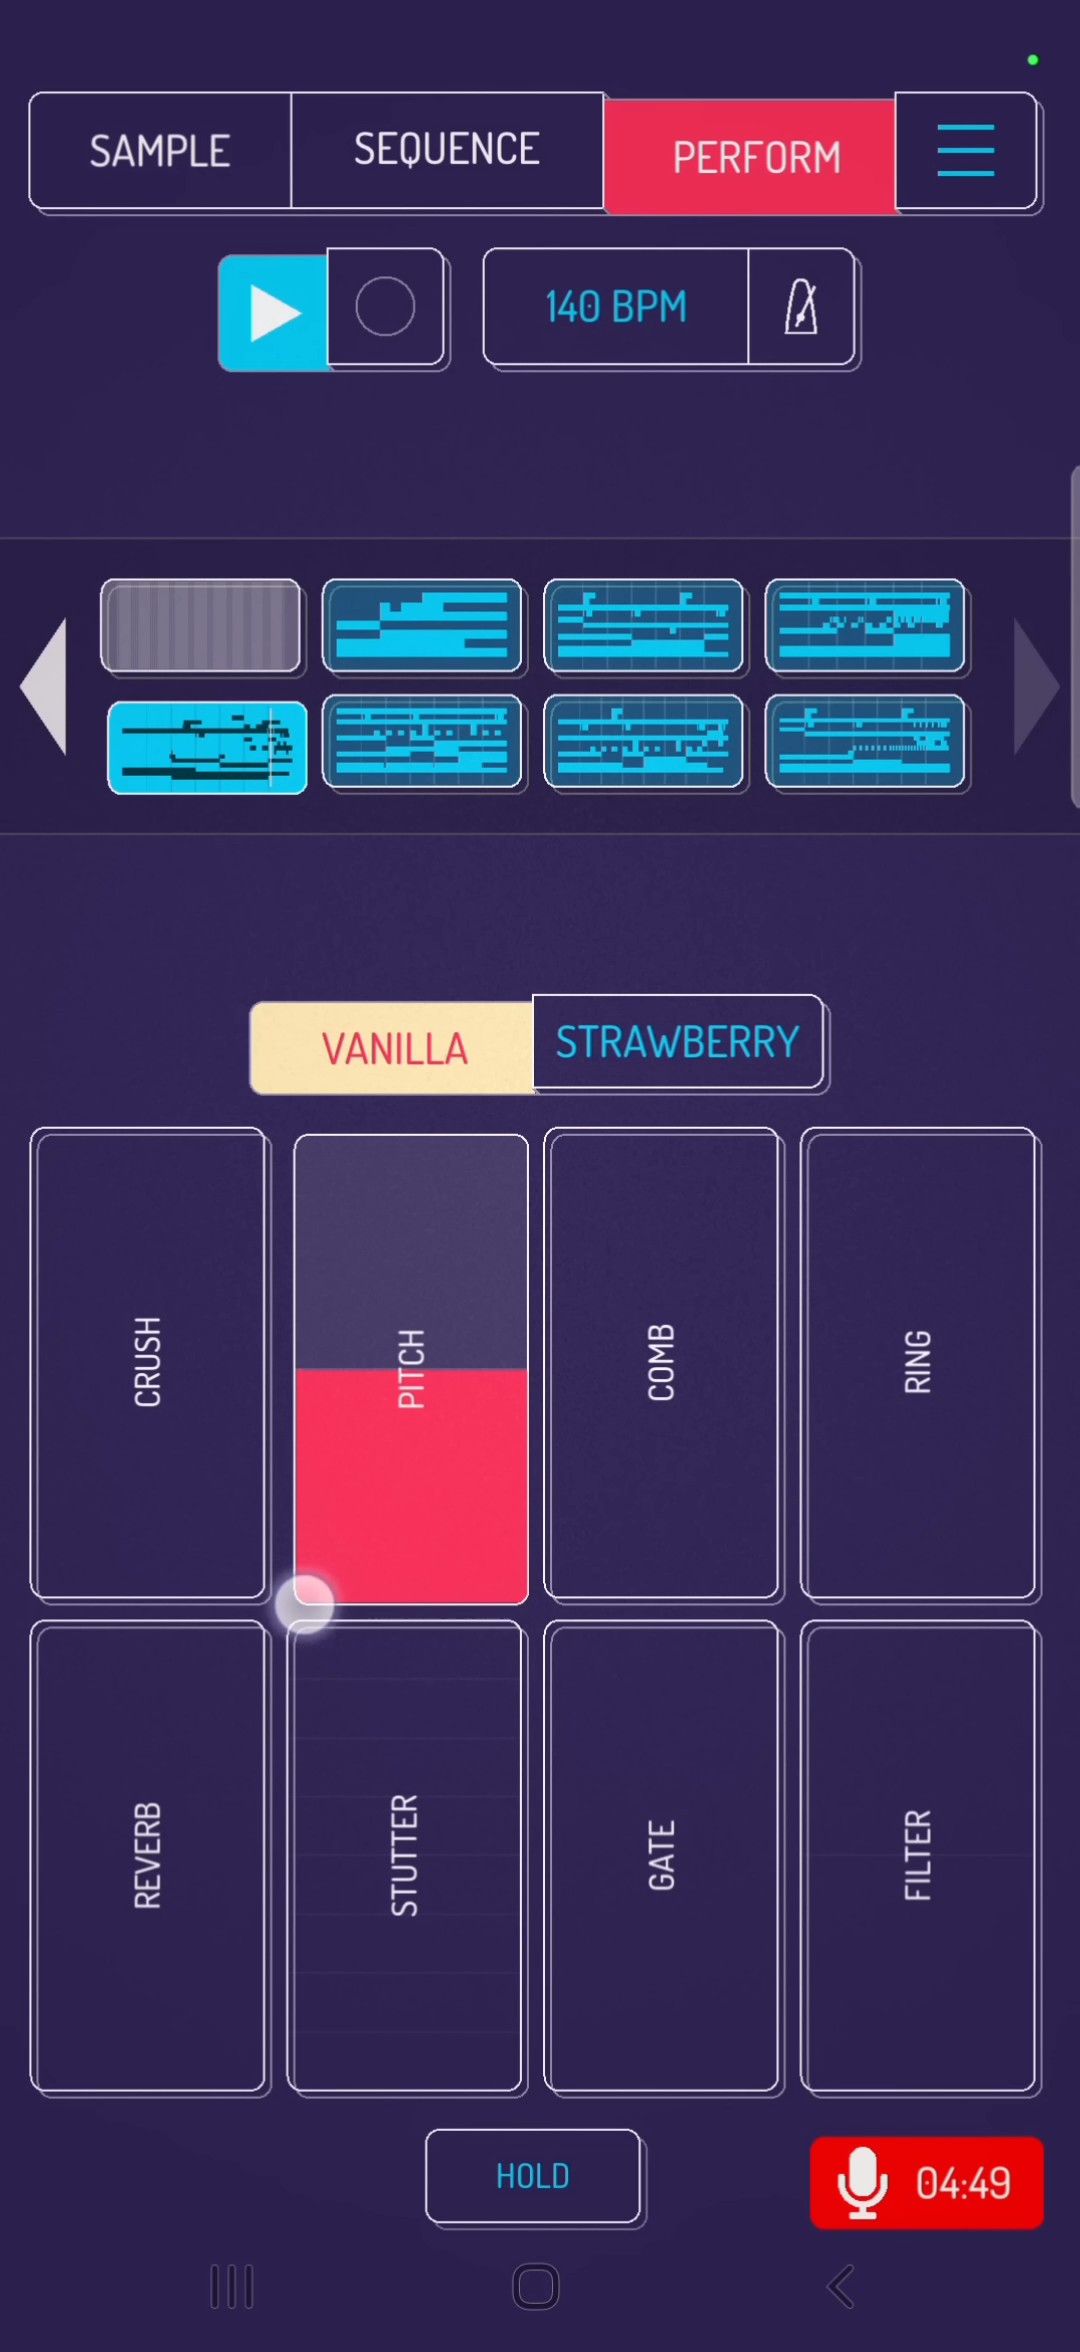 SAMPLE
SEQUENCE
PERFORM
140 BPM
VANILLA
STRAWBERRY
CRUSH
PITCH
COMB
RING
REVERB
STUTTER
GATE
FILTER
HOLD
04:49